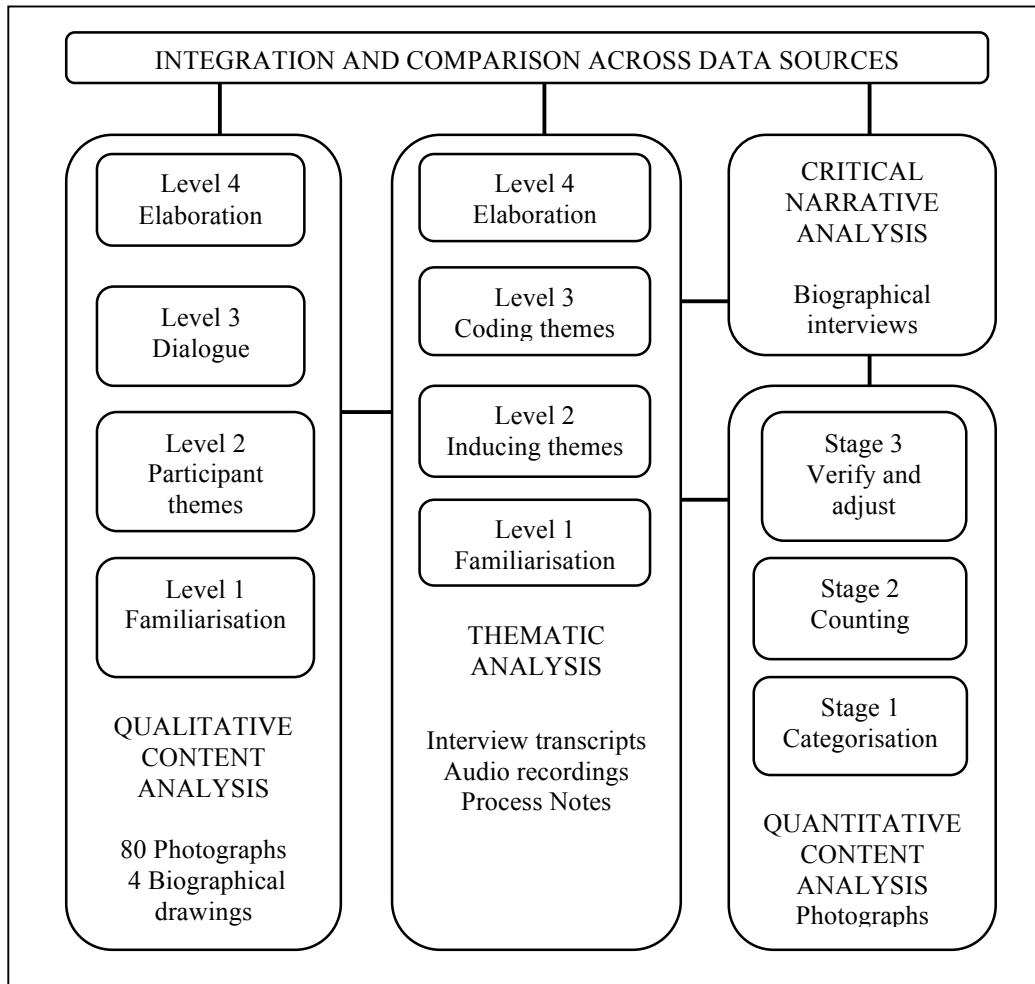 INTEGRATION AND COMPARISON ACROSS DATA SOURCES
Level 4
Elaboration
Level 3
Dialogue
Level 2
Participant
themes
Level 1
Familiarisation
QUALITATIVE
CONTENT
ANALYSIS
80 Photographs
4 Biographical
drawings
Level 4
Elaboration
Level 3
Coding themes
Level 2
Inducing themes
Level 1
Familiarisation
THEMATIC
ANALYSIS
Interview transcripts
Audio recordings
Process Notes
CRITICAL
NARRATIVE
ANALYSIS
Biographical
interviews
Stage 3
Verify and
adjust
Stage 2
Counting
Stage 1
Categorisation
QUANTITATIVE
CONTENT
ANALYSIS
Photographs